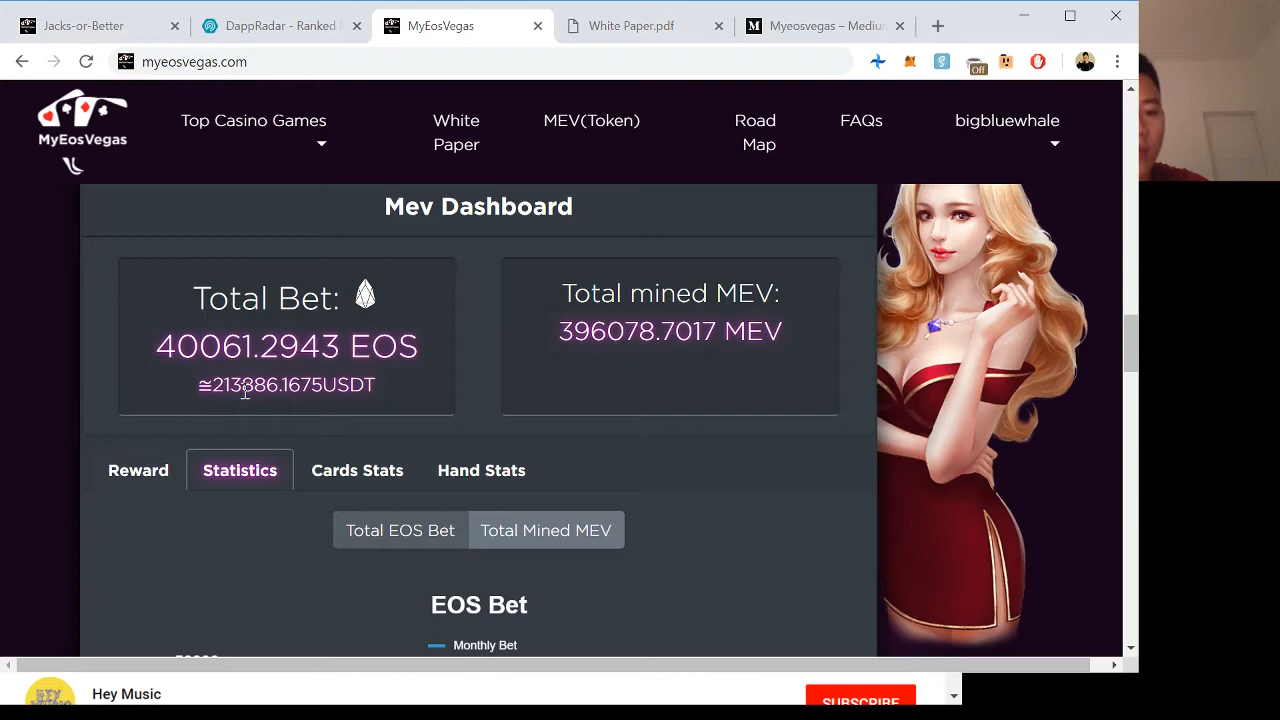 Jacks-or-Better
DappRadar - Ranked
MyEosVegas
White Paper.pdf
M Myeosvegas – Medium
myeosvegas.com
Off
MyEosVegas
Top Casino Games
White
Paper
MEV(Token)
Road
Map
FAQs
bigbluewhale
Mev Dashboard
Total Bet:
40061.2943 EOS
≅213886.1675USDT
Total mined MEV:
396078.7017 MEV
Reward
Statistics
Cards Stats
Hand Stats
Total EOS Bet
Total Mined MEV
EOS Bet
Monthly Bet
HEY
Hey Music
SUBSCRIBE